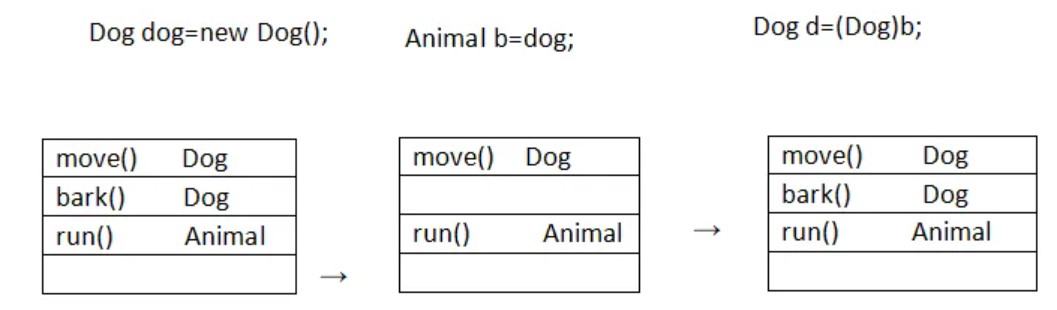 Dog dog=new Dog();
Animal b=dog;
Dog d=(Dog)b;
move() Dog
bark() Dog
run() Animal
→
move() Dog
run() Animal
→
move() Dog
bark() Dog
run() Animal